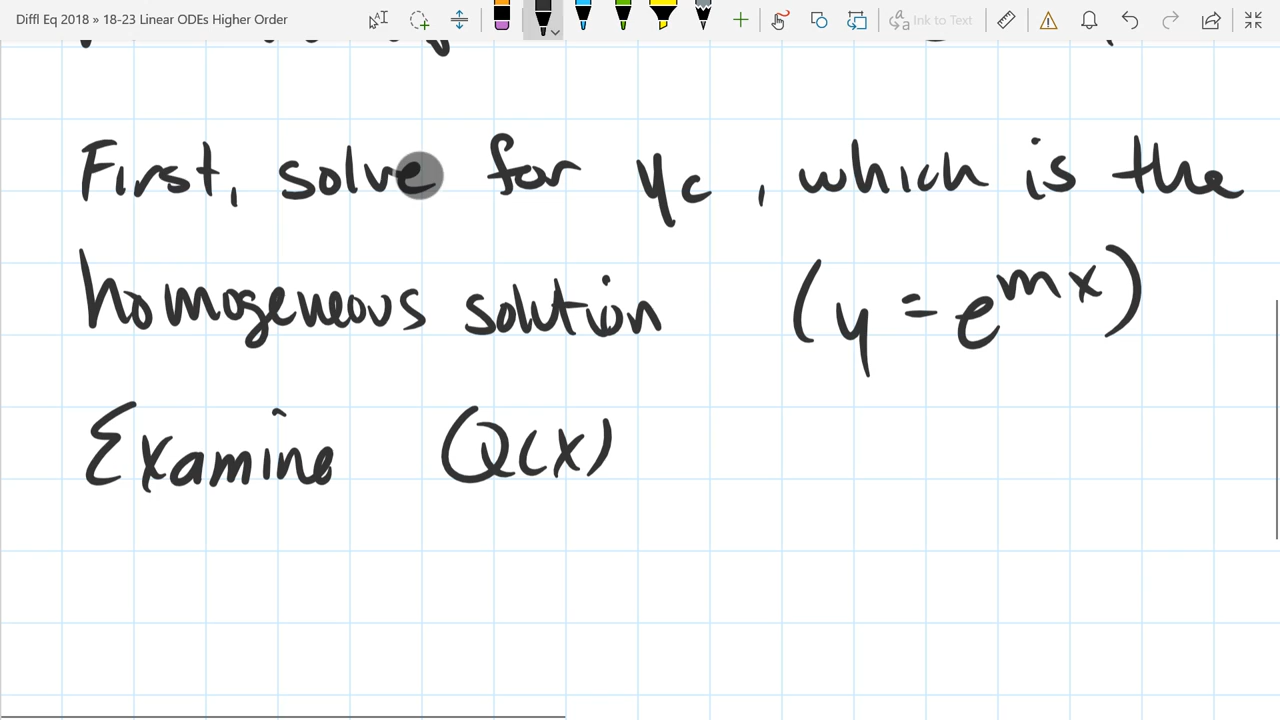 Diffl Eq 2018 » 18-23 Linear ODEs Higher Order
Ink to Text
First, solve for yc, which is the
homogeneous solution (y = e^mx)
Examine Q(x)